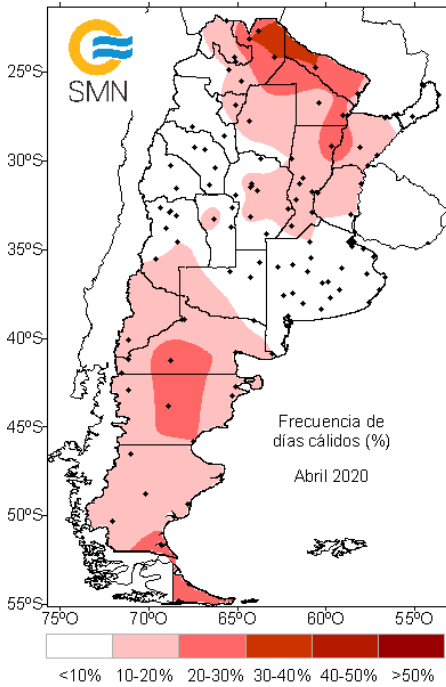 SMN
25ºS
30ºS
35ºS
40ºS
45ºS
50ºS
55ºS
75ºO
70ºO
65ºO
60ºO
55ºO
Frecuencia de
días cálidos (%)
Abril 2020
<10% 10-20% 20-30% 30-40% 40-50% >50%